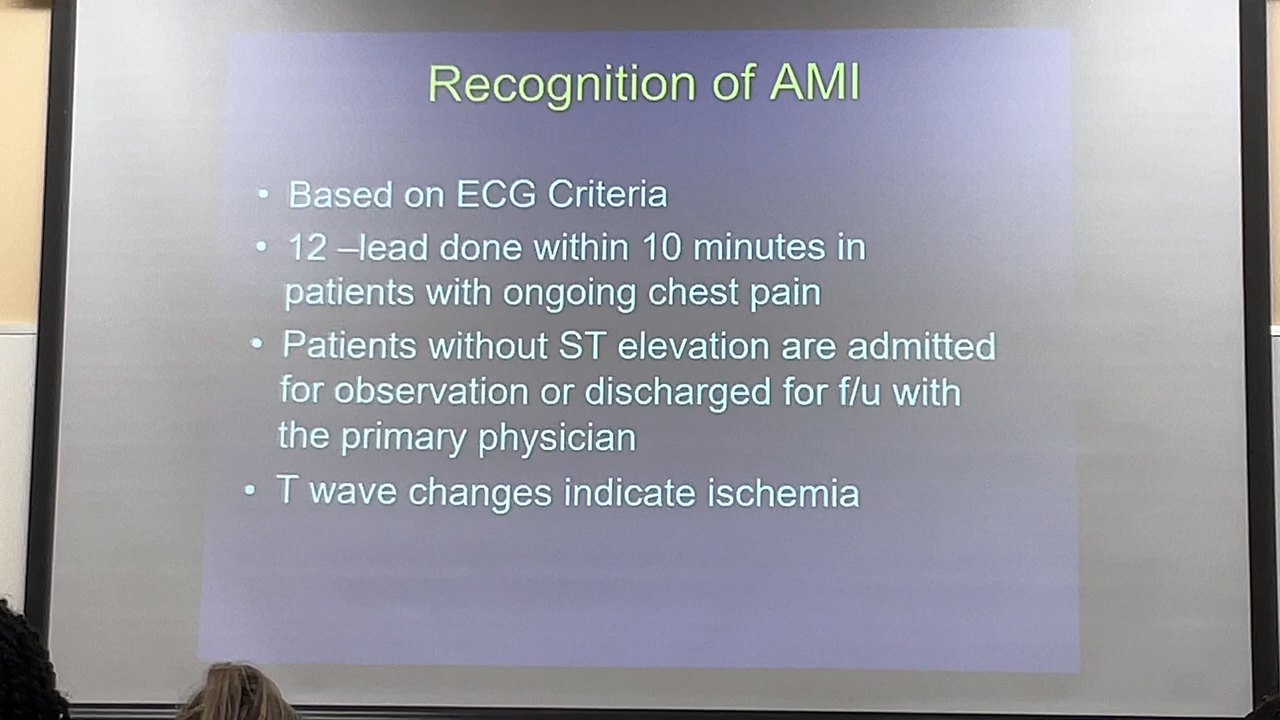 Recognition of AMI
• Based on ECG Criteria
• 12 –lead done within 10 minutes in
patients with ongoing chest pain
• Patients without ST elevation are admitted
for observation or discharged for f/u with
the primary physician
• T wave changes indicate ischemia